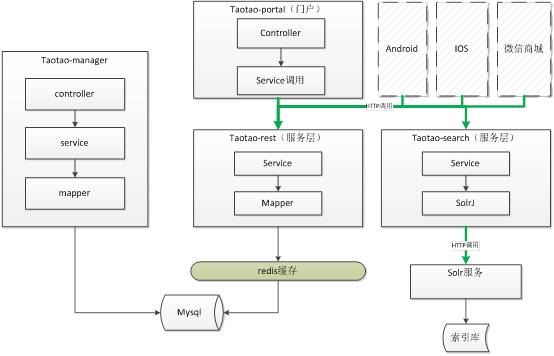 Taotao-portal（门户）
Controller
Service调用
Android
IOS
微信商城
HTTP调用
Taotao-manager
controller
service
mapper
Taotao-rest（服务层）
Service
Mapper
Taotao-search（服务层）
Service
SolrJ
HTTP调用
redis缓存
Solr服务
Mysql
索引库